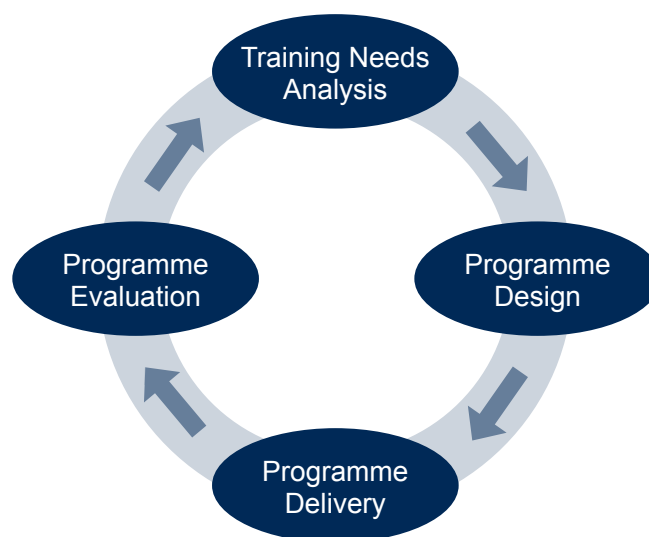 Training Needs
Analysis
Programme
Design
Programme
Delivery
Programme
Evaluation